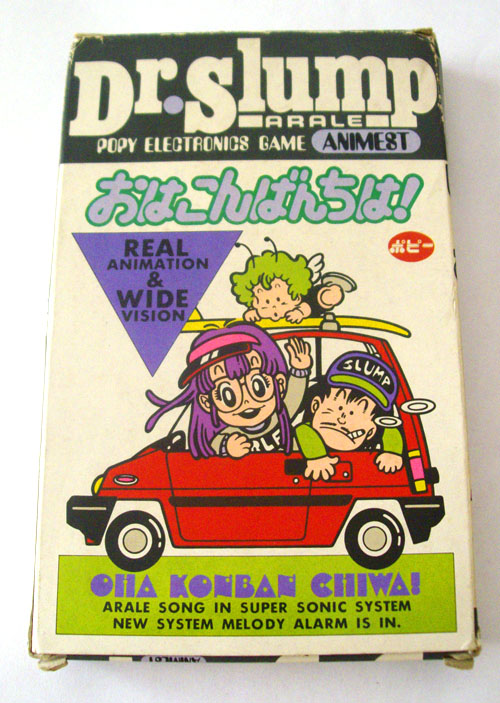 Dr. Slump
ARALE
POPY ELECTRONICS GAME ANIMEST
おはこんばんちは!
ポピー
REAL
ANIMATION
&
WIDE
VISION
SLUMP
OHA KONBAN CHIWA!
ARALE SONG IN SUPER SONIC SYSTEM
NEW SYSTEM MELODY ALARM IS IN.
ANIMEST